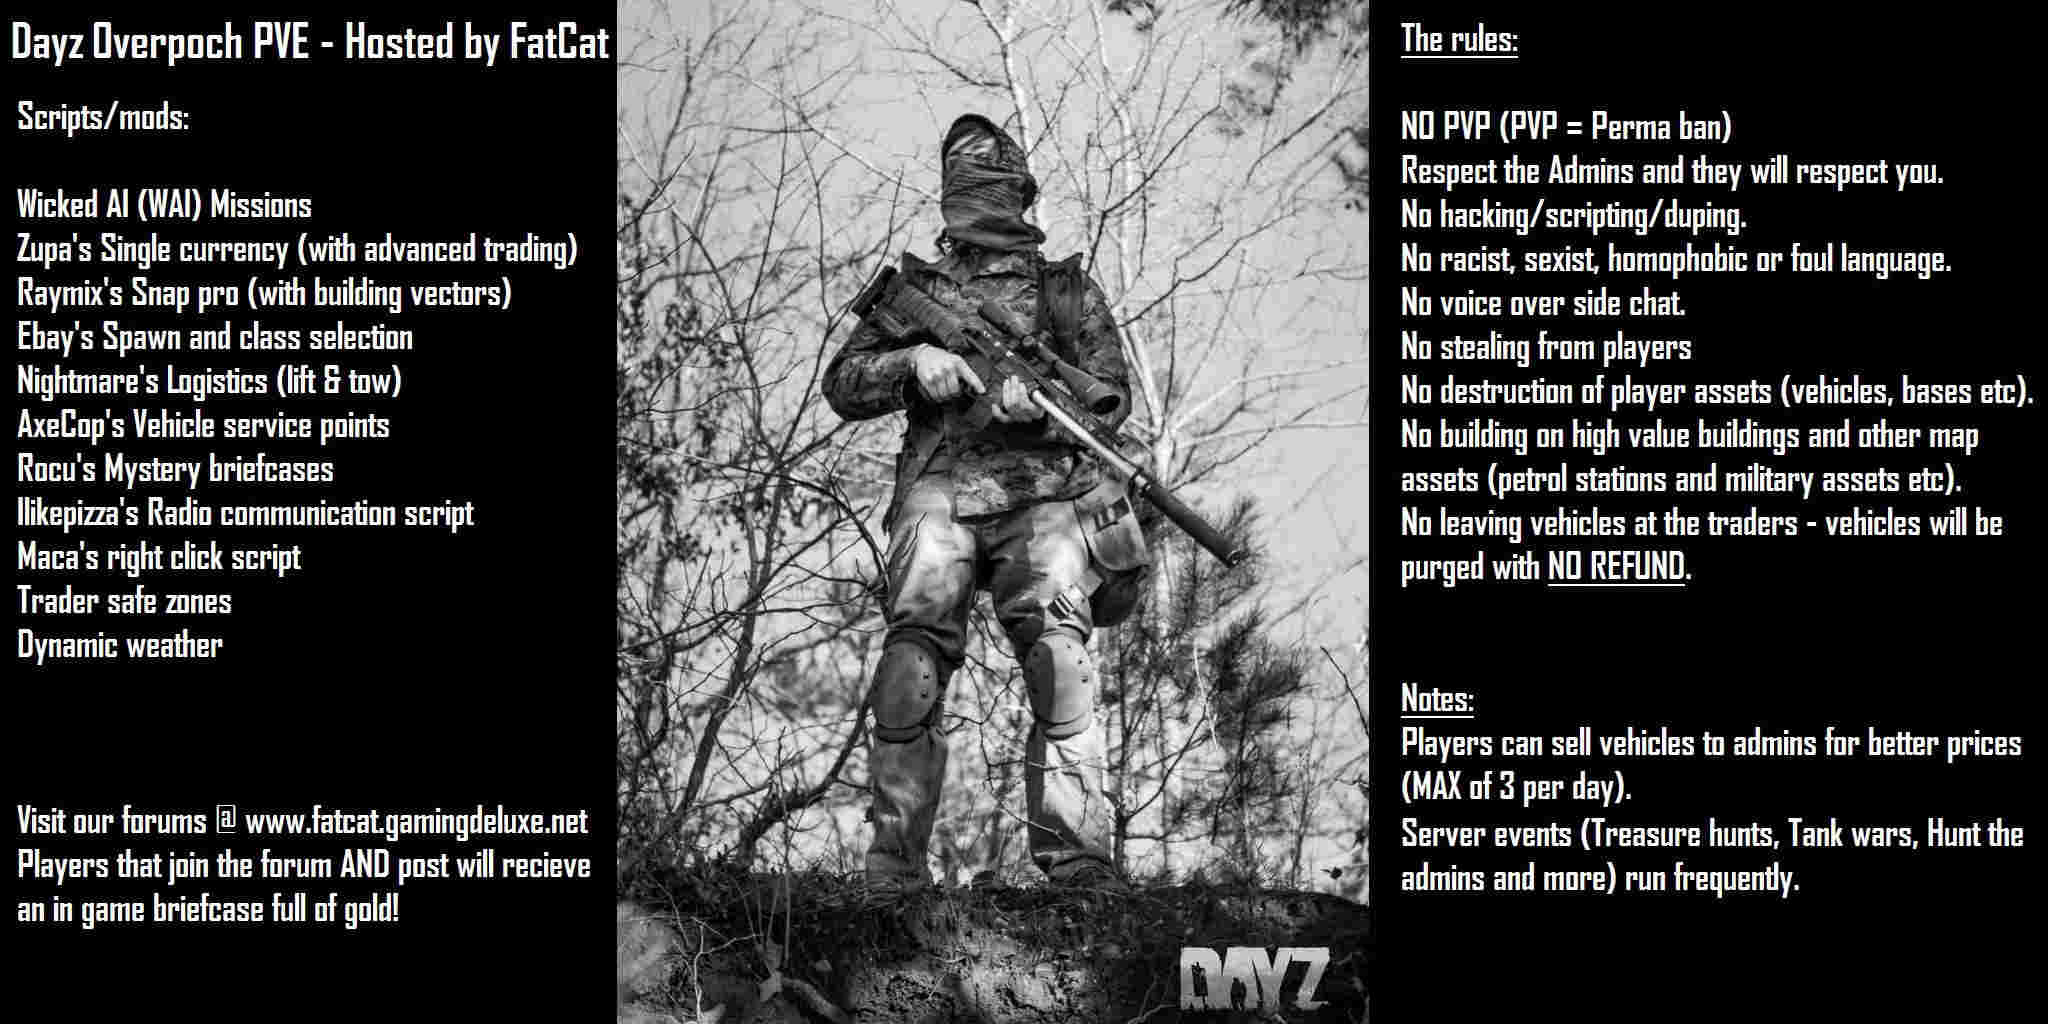 Dayz Overpoch PVE - Hosted by FatCat
Scripts/mods:
Wicked AI (WAI) Missions
Zupa's Single currency (with advanced trading)
Raymix's Snap pro (with building vectors)
Ebay's Spawn and class selection
Nightmare's Logistics (lift & tow)
AxeCop's Vehicle service points
Rocu's Mystery briefcases
Ilikepizza's Radio communication script
Maca's right click script
Trader safe zones
Dynamic weather
Visit our forums @ www.fatcat.gamingdeluxe.net
Players that join the forum AND post will recieve
an in game briefcase full of gold!
DAYZ
The rules:
NO PVP (PVP = Perma ban)
Respect the Admins and they will respect you.
No hacking/scripting/duping.
No racist, sexist, homophobic or foul language.
No voice over side chat.
No stealing from players
No destruction of player assets (vehicles, bases etc).
No building on high value buildings and other map
assets (petrol stations and military assets etc).
No leaving vehicles at the traders - vehicles will be
purged with NO REFUND.
Notes:
Players can sell vehicles to admins for better prices
(MAX of 3 per day).
Server events (Treasure hunts, Tank wars, Hunt the
admins and more) run frequently.